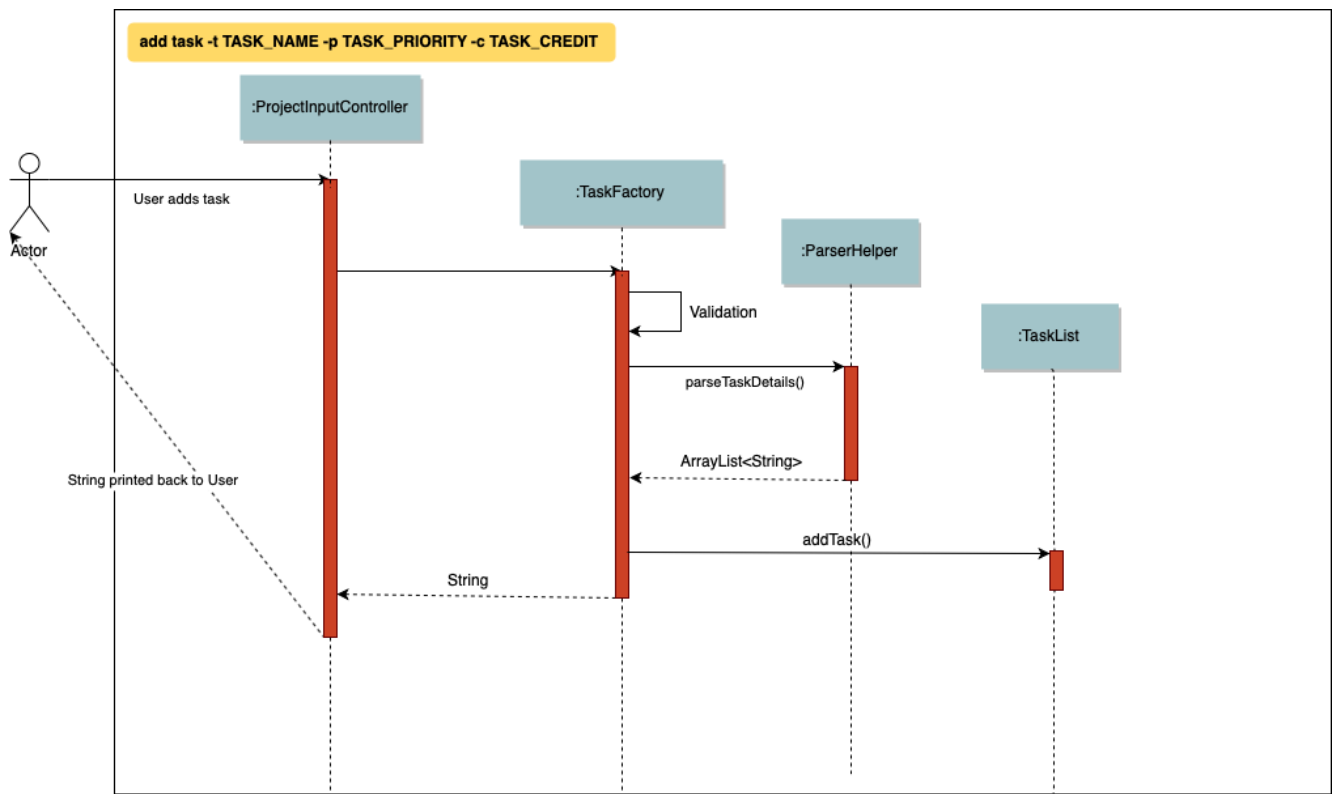 add task -t TASK_NAME -p TASK_PRIORITY -c TASK_CREDIT
:ProjectInputController
:TaskFactory
User adds task
:ParserHelper
Actor
Validation
:TaskList
parseTaskDetails()
ArrayList<String>
String printed back to User
addTask()
String